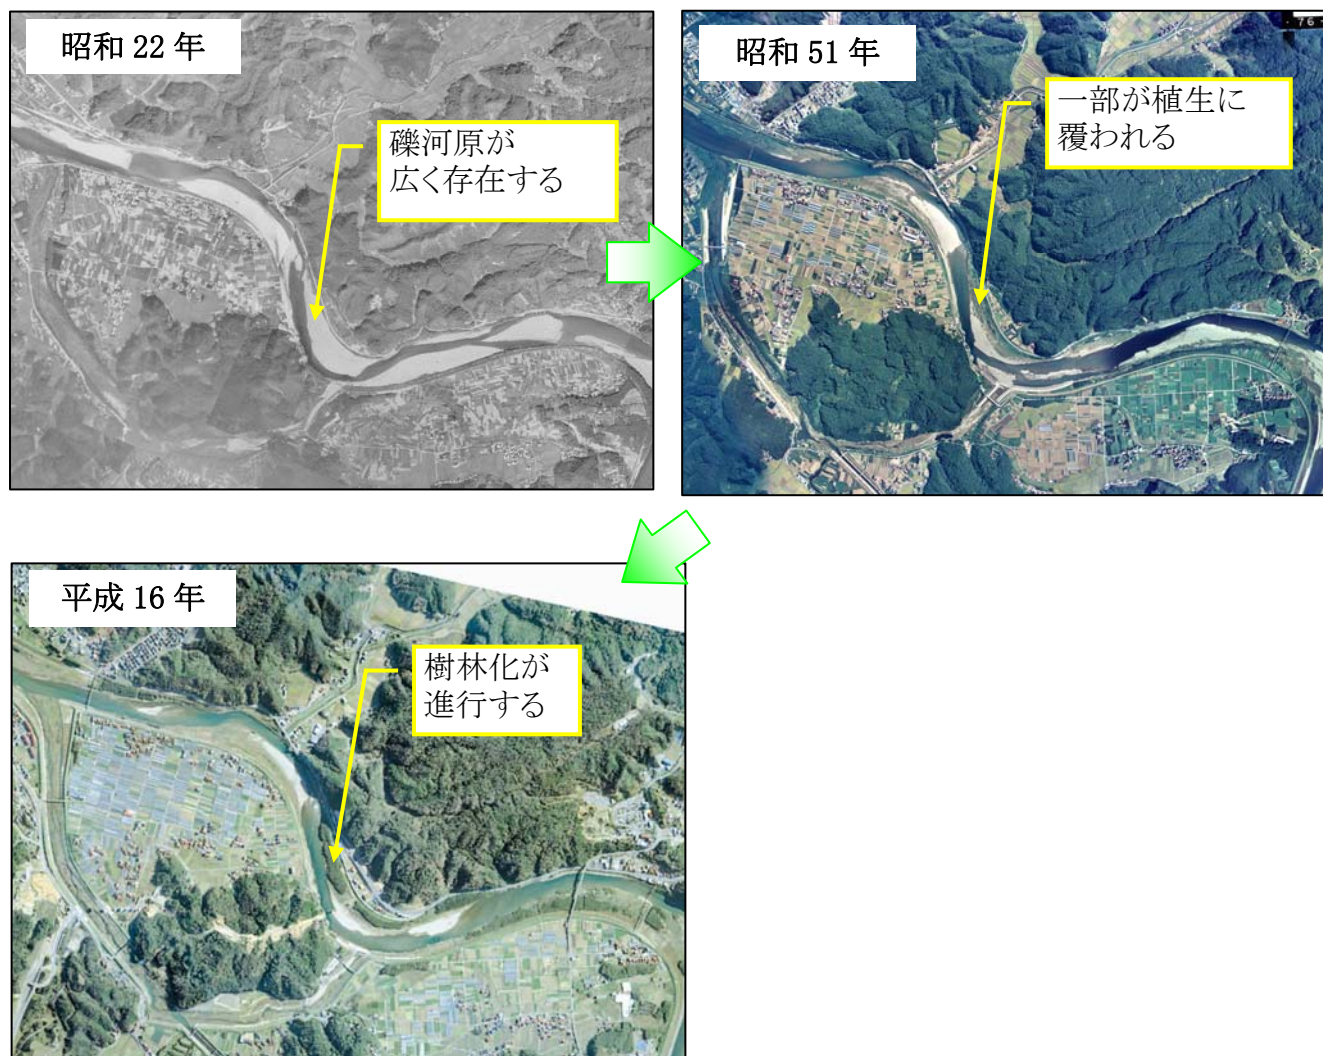 昭和 22 年
礫河原が
広く存在する
昭和 51 年
76
一部が植生に
覆われる
平成 16 年
樹林化が
進行する